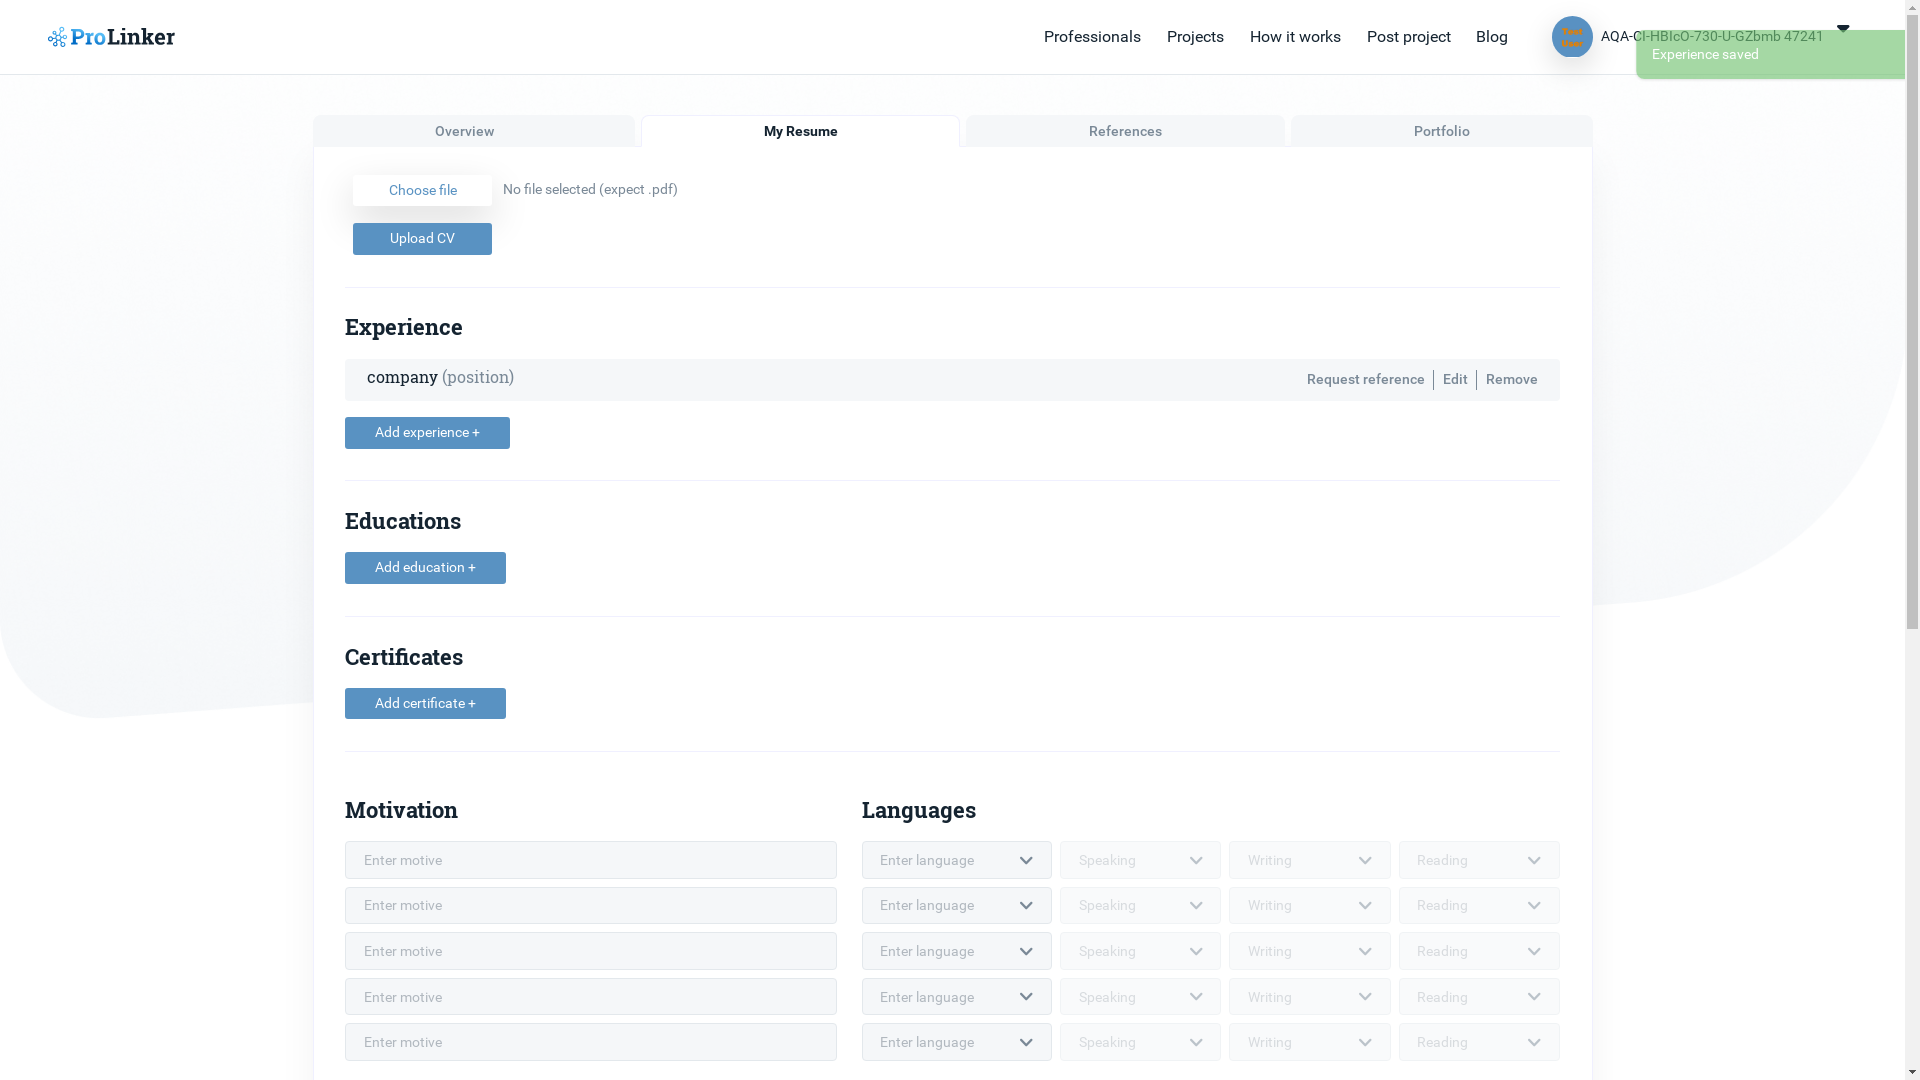 ProLinker
Professionals Projects How it works Post project Blog
Test User
AQA-CI-HBIcO-730-U-GZbmb 47241
Experience saved
Overview My Resume References Portfolio
Choose file No file selected (expect .pdf)
Upload CV
Experience
company (position) Request reference Edit Remove
Add experience +
Educations
Add education +
Certificates
Add certificate +
Motivation Languages
Enter motive Enter language Speaking Writing Reading
Enter motive Enter language Speaking Writing Reading
Enter motive Enter language Speaking Writing Reading
Enter motive Enter language Speaking Writing Reading
Enter motive Enter language Speaking Writing Reading